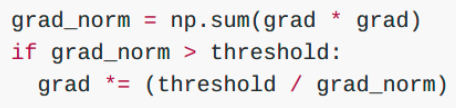 grad_norm = np.sum(grad * grad)
if grad_norm > threshold:
  grad *= (threshold / grad_norm)